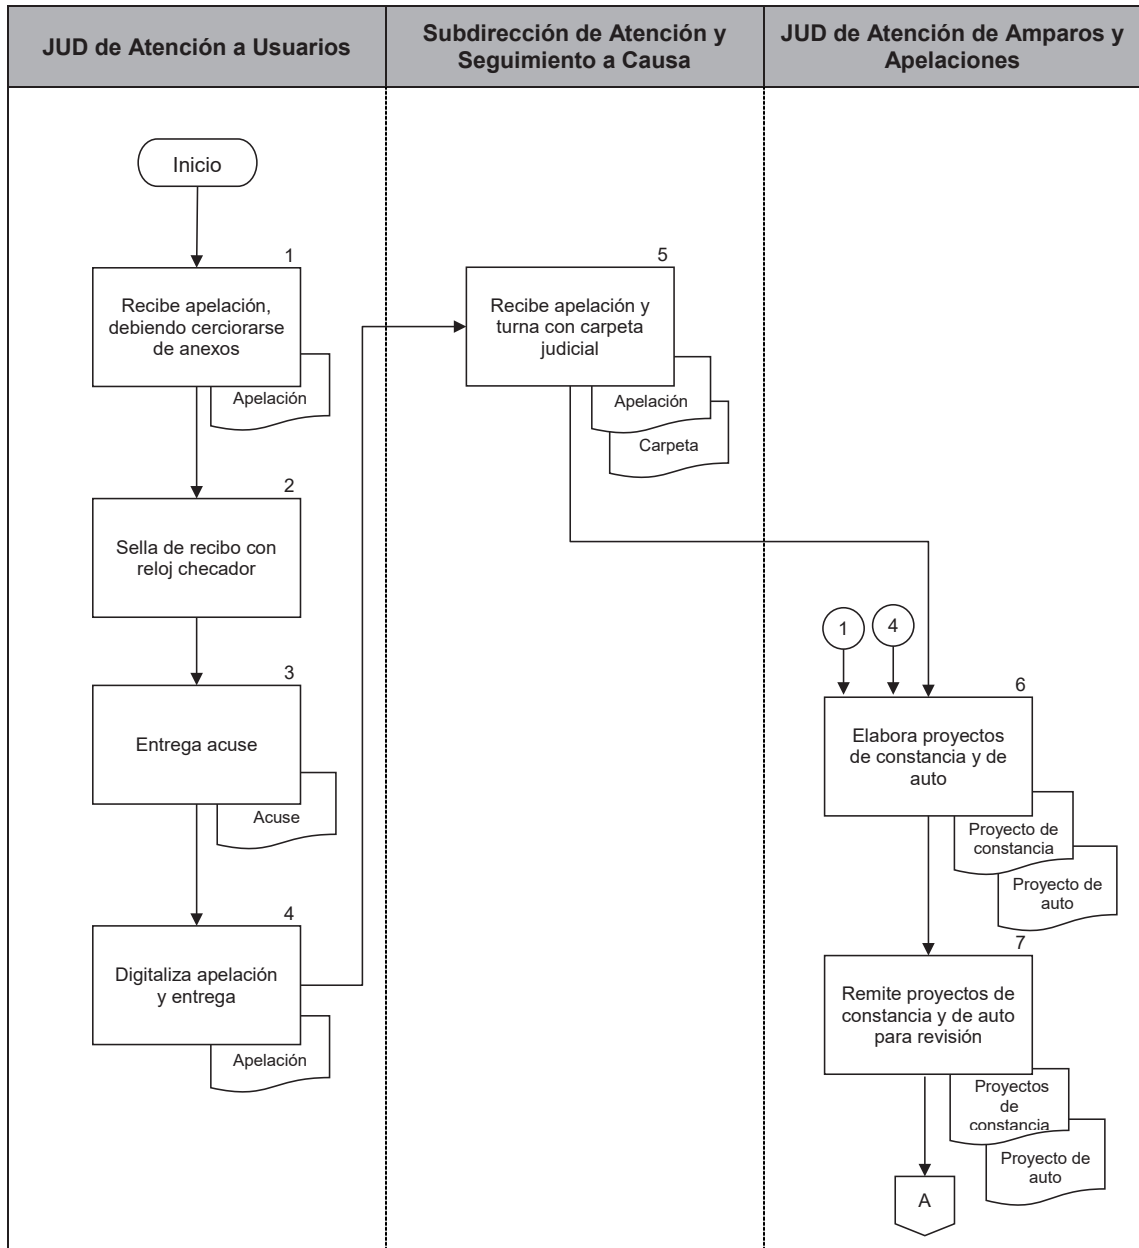 JUD de Atención a Usuarios
Subdirección de Atención y
Seguimiento a Causa
JUD de Atención de Amparos y
Apelaciones
Inicio
1
Recibe apelación,
debiendo cerciorarse
de anexos
Apelación
2
Sella de recibo con
reloj checador
3
Entrega acuse
Acuse
4
Digitaliza apelación
y entrega
Apelación
5
Recibe apelación y
turna con carpeta
judicial
Apelación
Carpeta
1
4
6
Elabora proyectos
de constancia y de
auto
Proyecto de
constancia
Proyecto de
auto
7
Remite proyectos de
constancia y de auto
para revisión
Proyectos
de
constancia
Proyecto de
auto
A